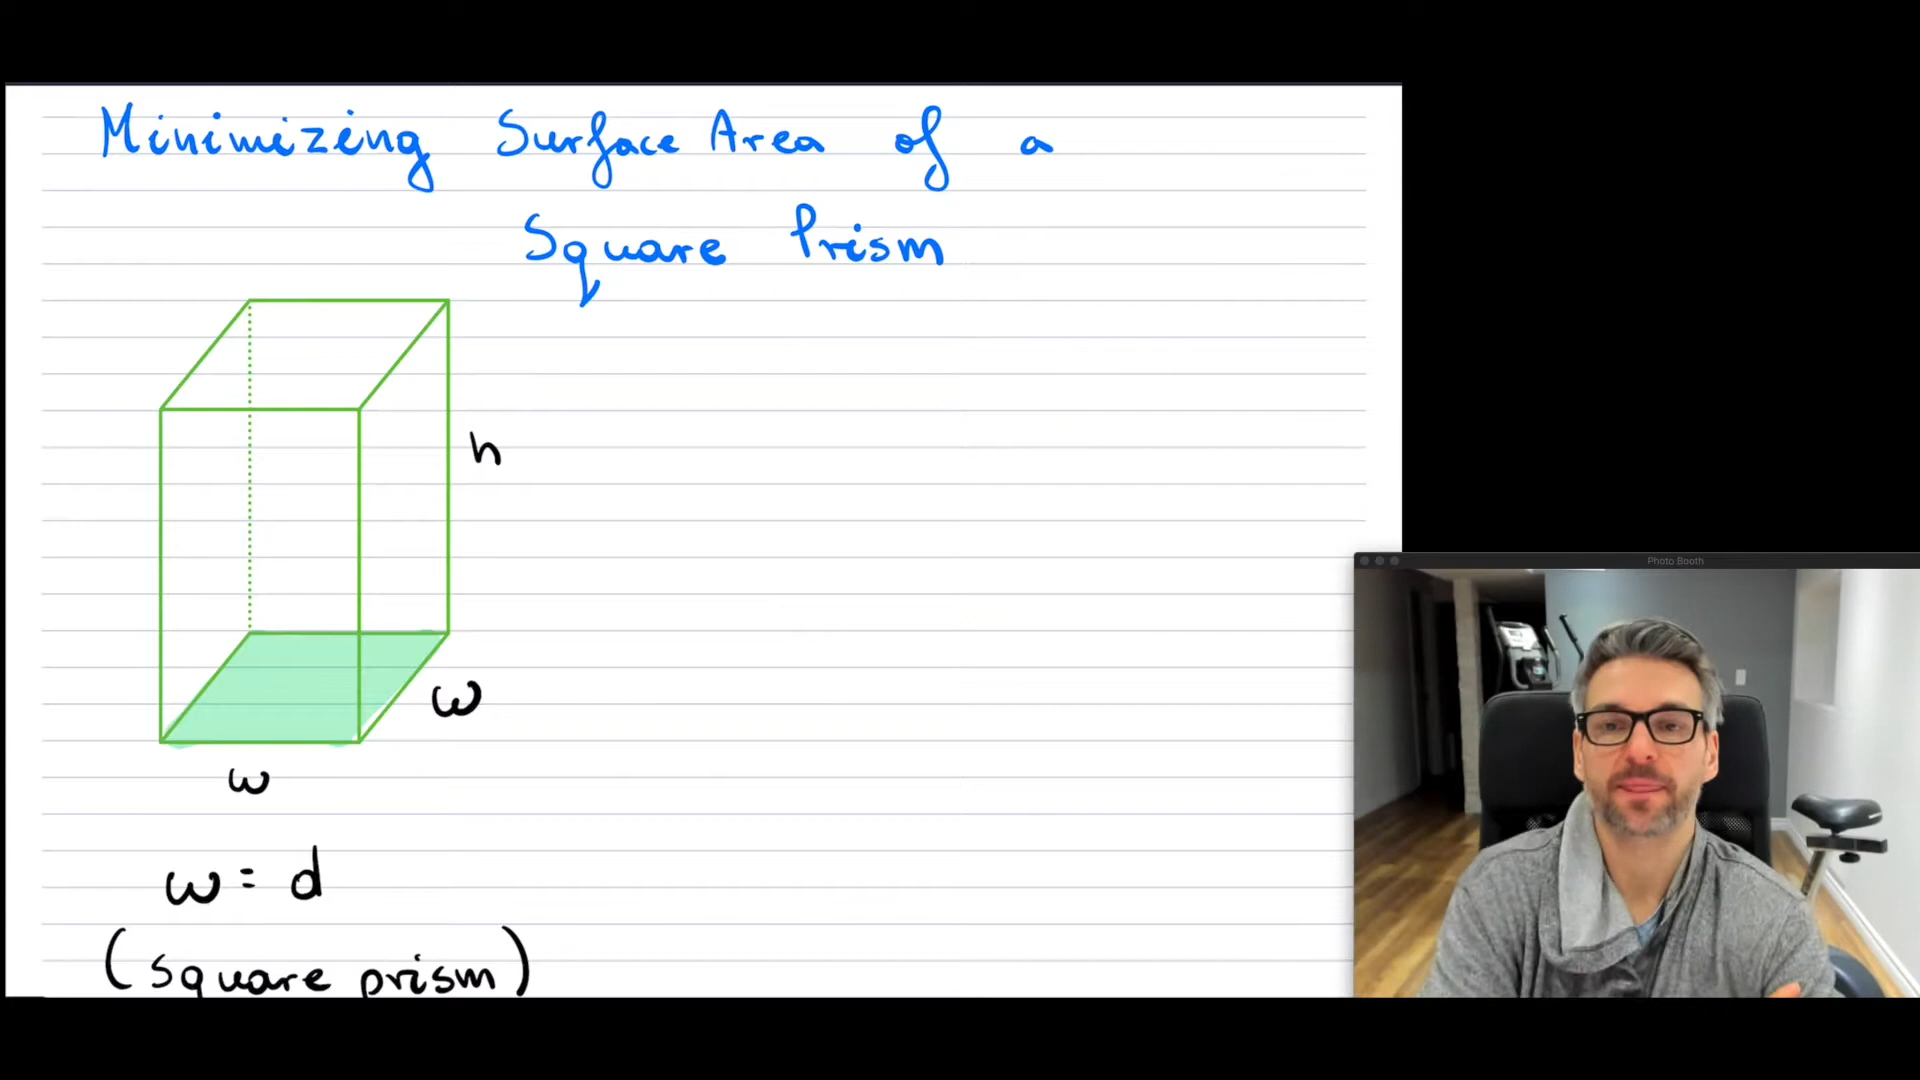 Minimizing Surface Area of a
Square Prism
h
w
w
w = d
(square prism)
Photo Booth